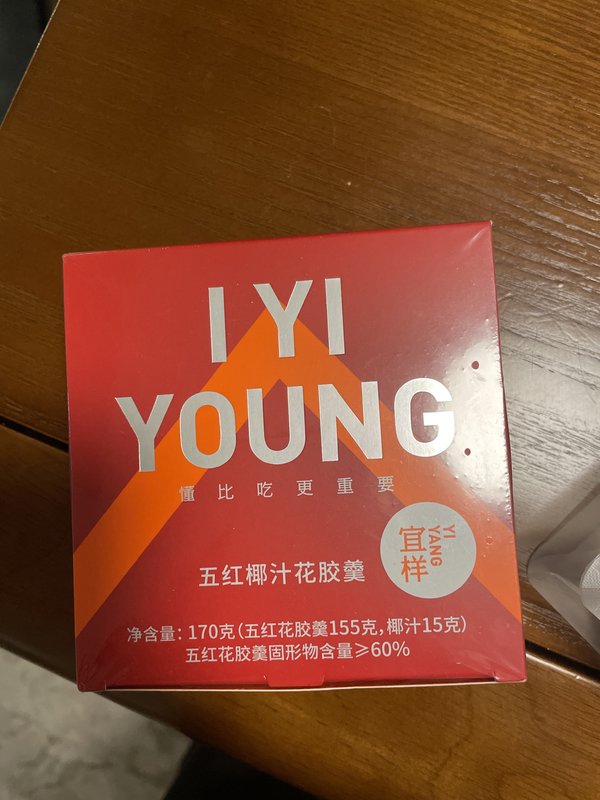 I YI
YOUNG
懂比吃更重要
宜样
YI YANG
五红椰汁花胶羹
净含量：170克（五红花胶羹155克，椰汁15克）
五红花胶羹固形物含量≥60%